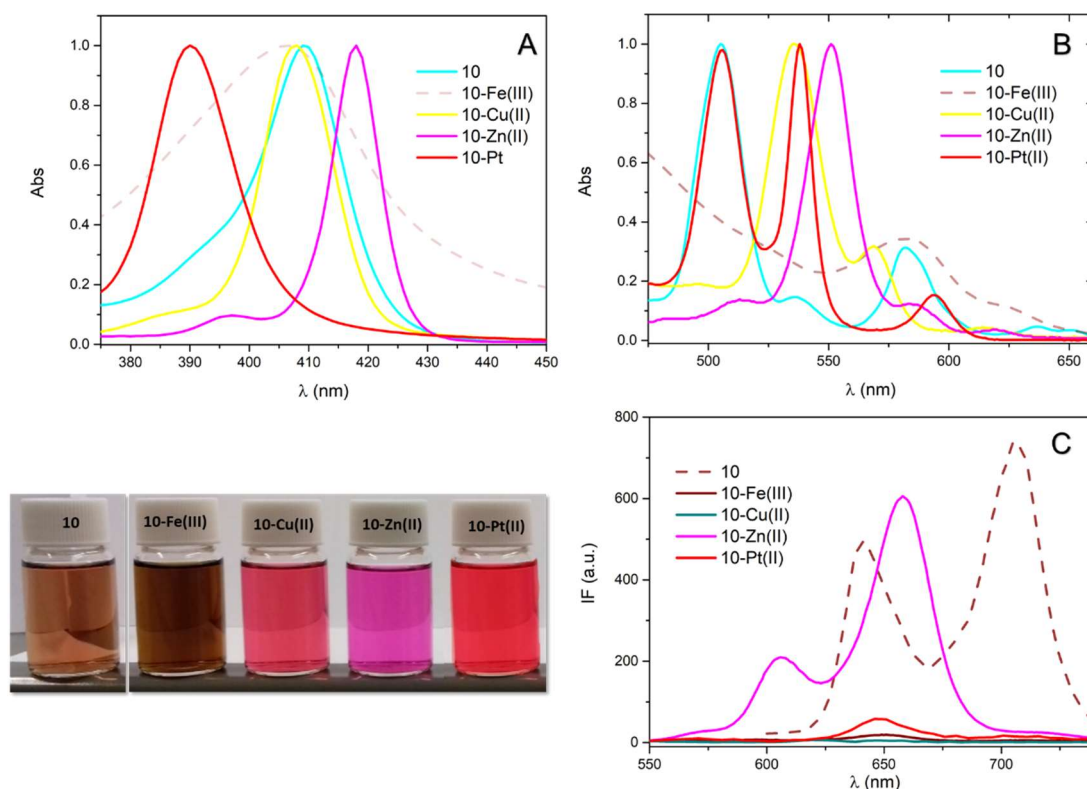 A
10
10-Fe(III)
10-Cu(II)
10-Zn(II)
10-Pt
Abs
1.0
0.8
0.6
0.4
0.2
0.0
380
390
400
410
420
430
440
450
λ (nm)
B
10
10-Fe(III)
10-Cu(II)
10-Zn(II)
10-Pt(II)
Abs
1.0
0.8
0.6
0.4
0.2
0.0
500
550
600
650
λ (nm)
10
10-Fe(III)
10-Cu(II)
10-Zn(II)
10-Pt(II)
C
10
10-Fe(III)
10-Cu(II)
10-Zn(II)
10-Pt(II)
IF (a.u.)
800
600
400
200
0
550
600
650
700
λ (nm)